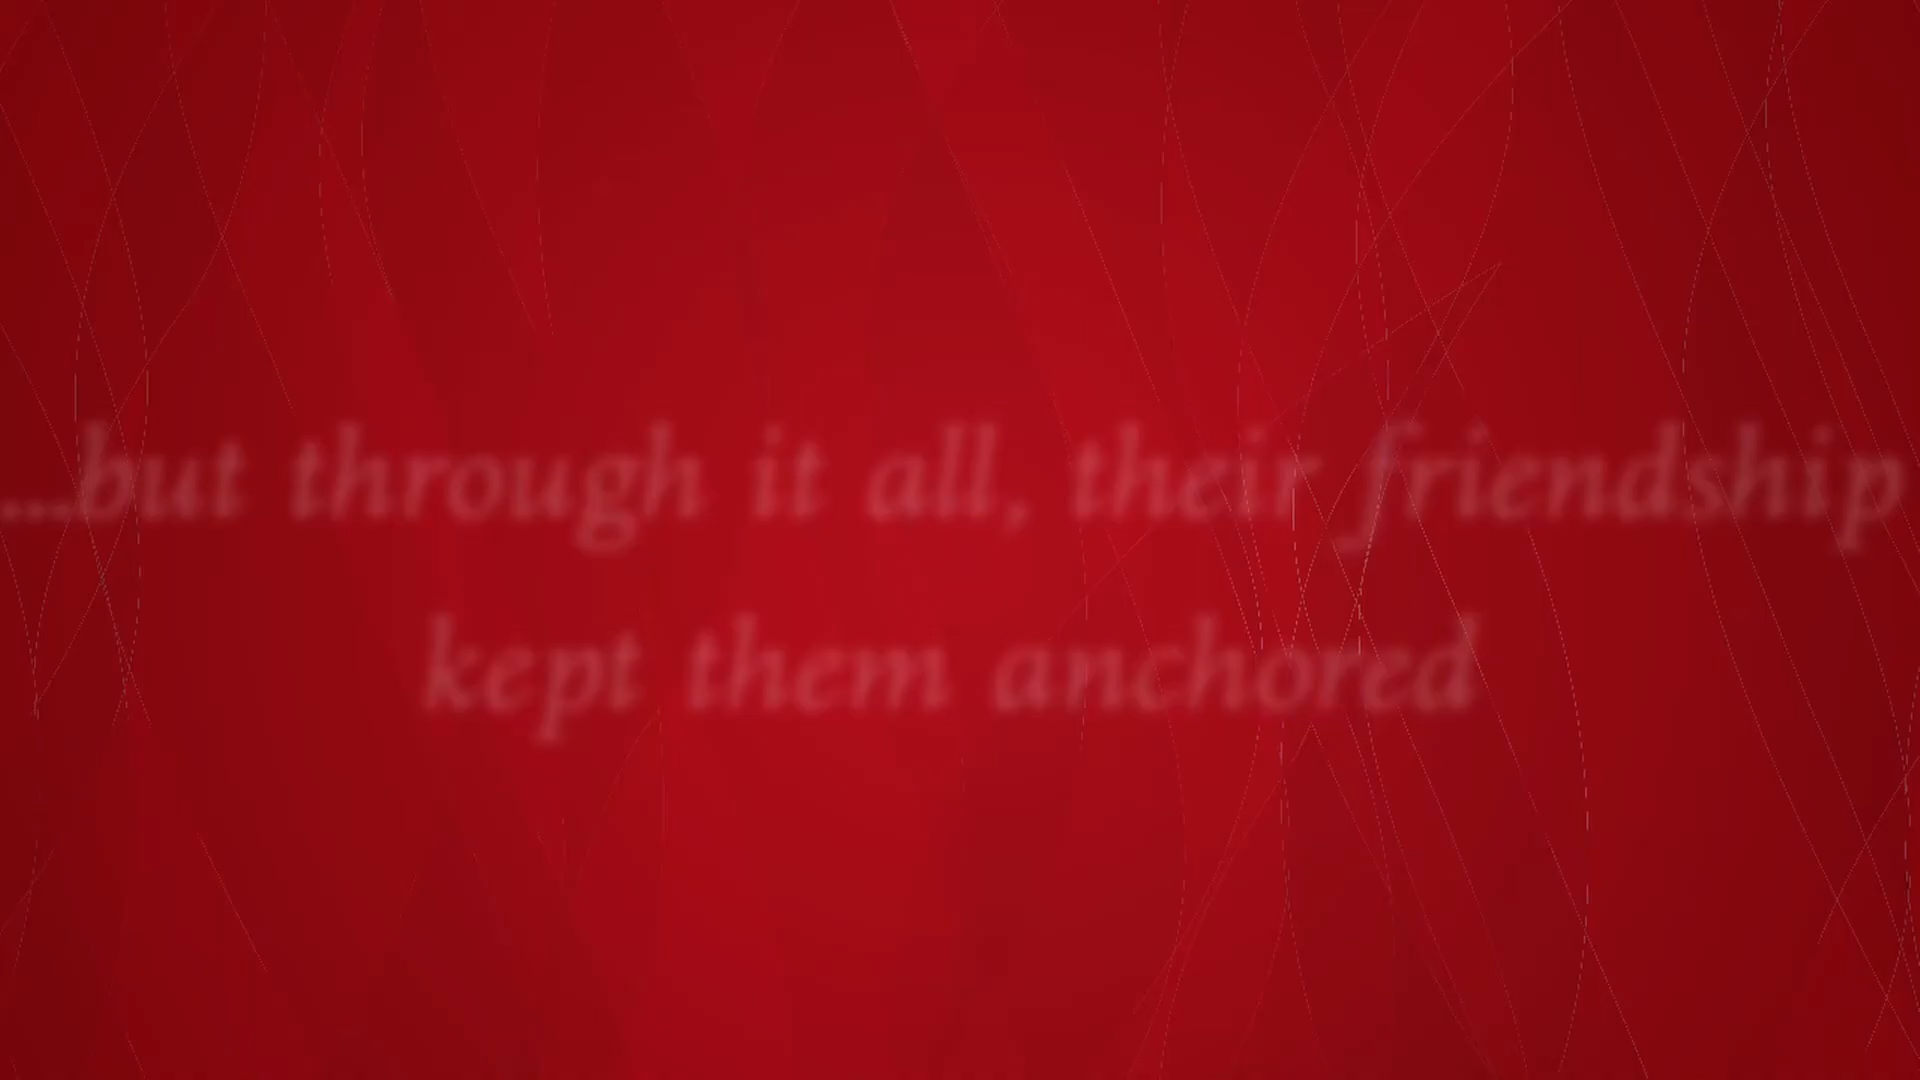 ...but through it all, their friendship
kept them anchored